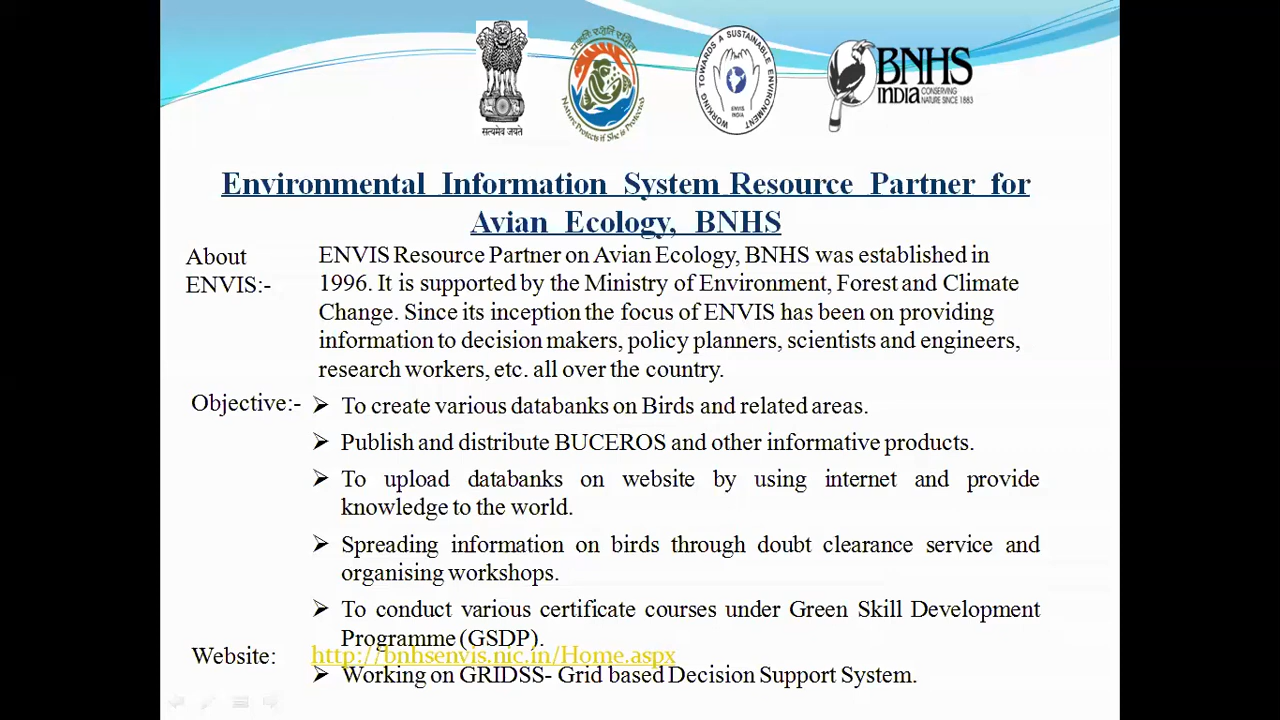 सत्यमेव जयते
प्रकृतिः रक्षति रक्षिता
Nature Protects if She is Protected
WORKING TOWARDS A SUSTAINABLE ENVIRONMENT
ENVIS
INDIA
BNHS
INDIA
CONSERVING
NATURE SINCE 1883
Environmental Information System Resource Partner for
Avian Ecology, BNHS
About
ENVIS:-
ENVIS Resource Partner on Avian Ecology, BNHS was established in
1996. It is supported by the Ministry of Environment, Forest and Climate
Change. Since its inception the focus of ENVIS has been on providing
information to decision makers, policy planners, scientists and engineers,
research workers, etc. all over the country.
Objective:-
➢ To create various databanks on Birds and related areas.
➢ Publish and distribute BUCEROS and other informative products.
➢ To upload databanks on website by using internet and provide
knowledge to the world.
➢ Spreading information on birds through doubt clearance service and
organising workshops.
➢ To conduct various certificate courses under Green Skill Development
Programme (GSDP).
Website: http://bnhsenvis.nic.in/Home.aspx
➢ Working on GRIDSS- Grid based Decision Support System.